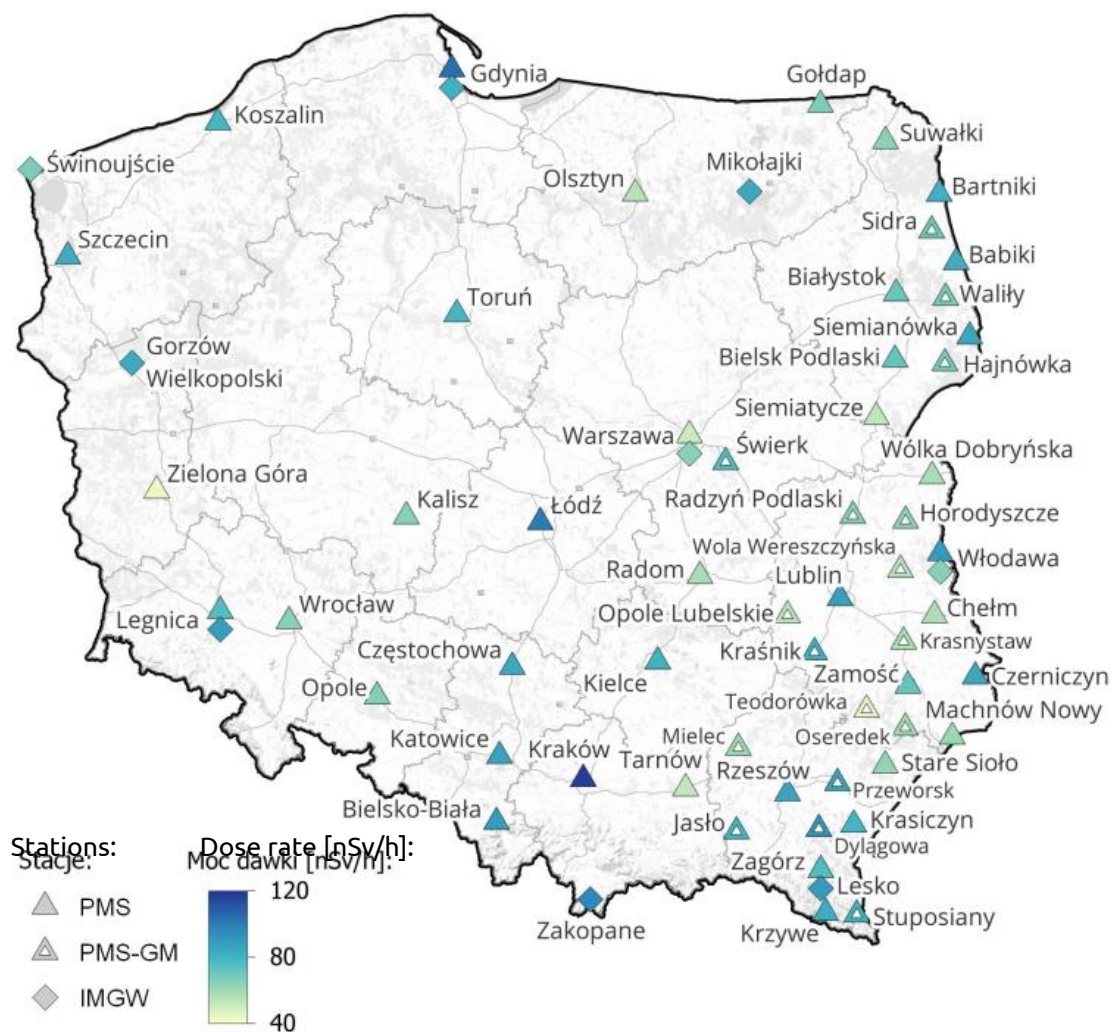 Gdynia
Gołdap
Koszalin
Suwałki
Świnoujście
Olsztyn
Mikołajki
Bartniki
Sidra
Szczecin
Babiki
Białystok
Waliły
Toruń
Siemianówka
Gorzów
Wielkopolski
Bielsk Podlaski
Hajnówka
Siemiatycze
Warszawa
Świerk
Wólka Dobryńska
Zielona Góra
Kalisz
Łódź
Radzyń Podlaski
Horodyszcze
Wola Wereszczyńska
Włodawa
Radom
Lublin
Legnica
Wrocław
Opole Lubelskie
Chełm
Krasnystaw
Częstochowa
Kraśnik
Kielce
Zamość
Czerniczyn
Opole
Teodorówka
Machnów Nowy
Katowice
Kraków
Mielec
Oseredek
Tarnów
Rzeszów
Stare Sioło
Przeworsk
Bielsko-Biała
Jasło
Krasiczyn
Dylągowa
Zagórz
Lesko
Zakopane
Krzywe
Stuposiany
Stations: Dose rate [nSv/h]:
Stacje: Moc dawki [nSv/h]:
PMS
PMS-GM
IMGW
120
80
40